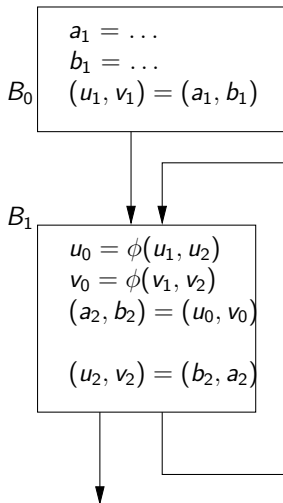 a₁ = . . .
b₁ = . . .
B₀ (u₁, v₁) = (a₁, b₁)
B₁
u₀ = ϕ(u₁, u₂)
v₀ = ϕ(v₁, v₂)
(a₂, b₂) = (u₀, v₀)
(u₂, v₂) = (b₂, a₂)